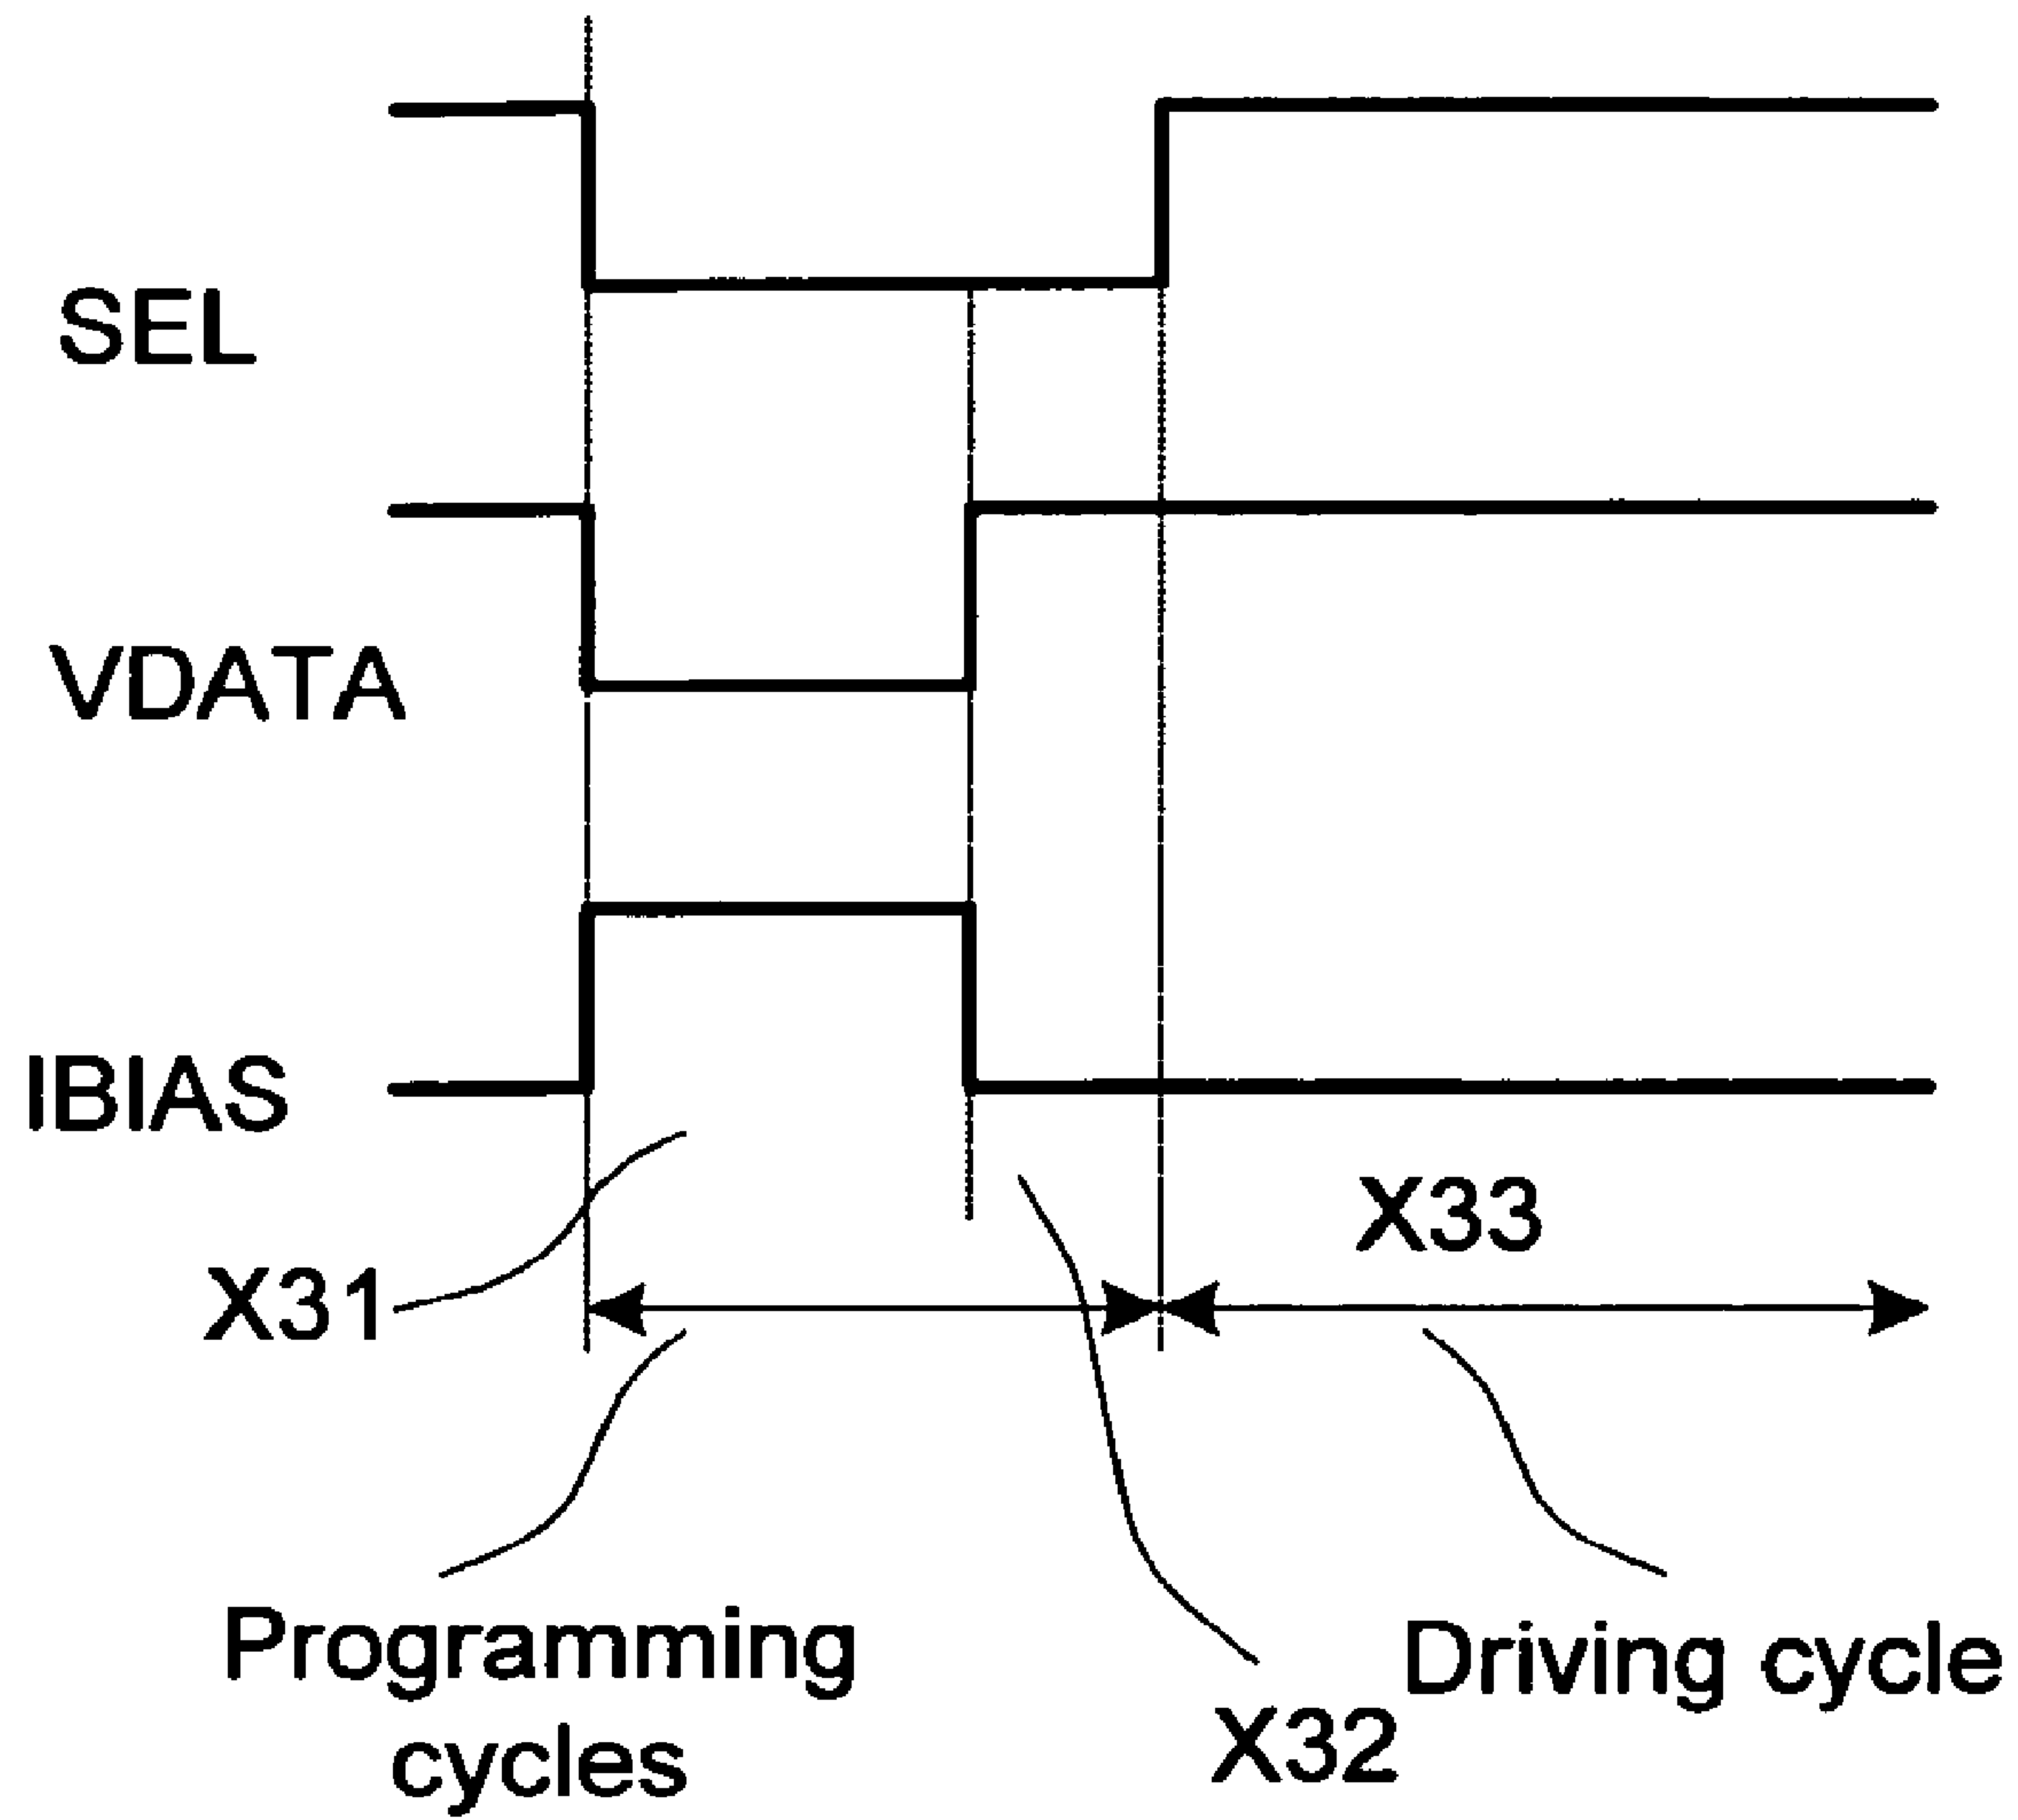 SEL
VDATA
IBIAS
X33
X31
Programming
cycles
Driving cycle
X32